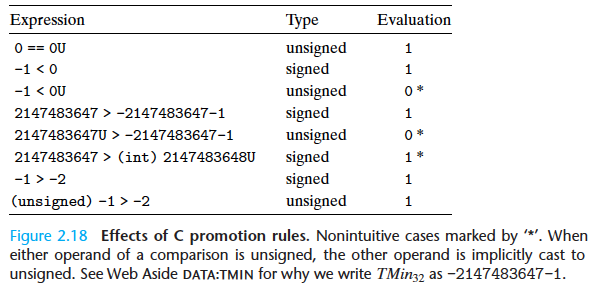 Expression Type Evaluation
0 == 0U unsigned 1
-1 < 0 signed 1
-1 < 0U unsigned 0 *
2147483647 > -2147483647-1 signed 1
2147483647U > -2147483647-1 unsigned 0 *
2147483647 > (int) 2147483648U signed 1 *
-1 > -2 signed 1
(unsigned) -1 > -2 unsigned 1
Figure 2.18 Effects of C promotion rules. Nonintuitive cases marked by ‘*’. When
either operand of a comparison is unsigned, the other operand is implicitly cast to
unsigned. See Web Aside DATA:TMIN for why we write TMin32 as -2147483647-1.